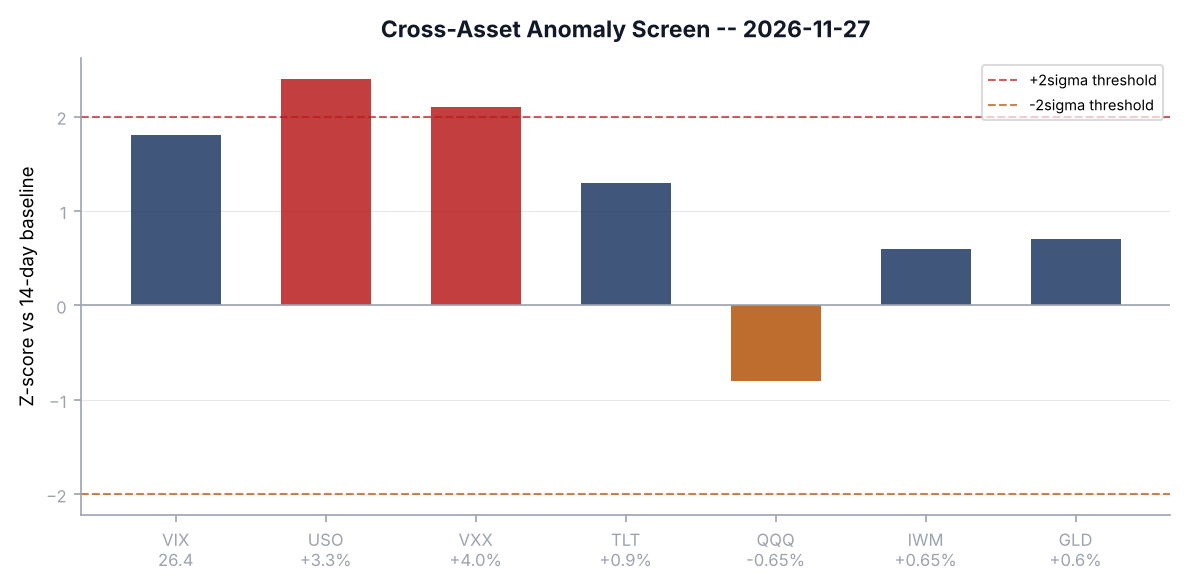 Cross-Asset Anomaly Screen -- 2026-11-27
+2sigma threshold
-2sigma threshold
Z-score vs 14-day baseline
2
1
0
−1
−2
VIX USO VXX TLT QQQ IWM GLD
26.4 +3.3% +4.0% +0.9% -0.65% +0.65% +0.6%